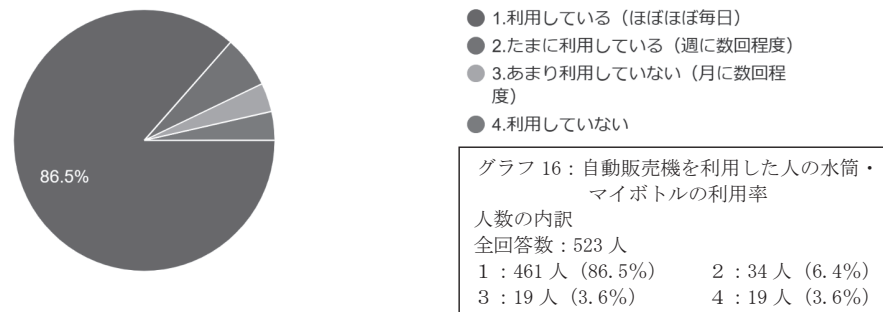 86.5%
1.利用している（ほぼほぼ毎日）
2.たまに利用している（週に数回程度）
3.あまり利用していない（月に数回程
度）
4.利用していない
グラフ 16：自動販売機を利用した人の水筒・
マイボトルの利用率
人数の内訳
全回答数：523 人
１：461 人（86.5%） ２：34 人（6.4%）
３：19 人（3.6%） ４：19 人（3.6%）